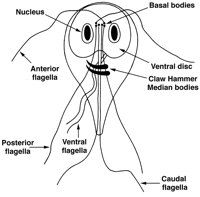 Basal bodies
Nucleus
Anterior
flagella
Ventral disc
Claw Hammer
Median bodies
Posterior
flagella
Ventral
flagella
Caudal
flagella